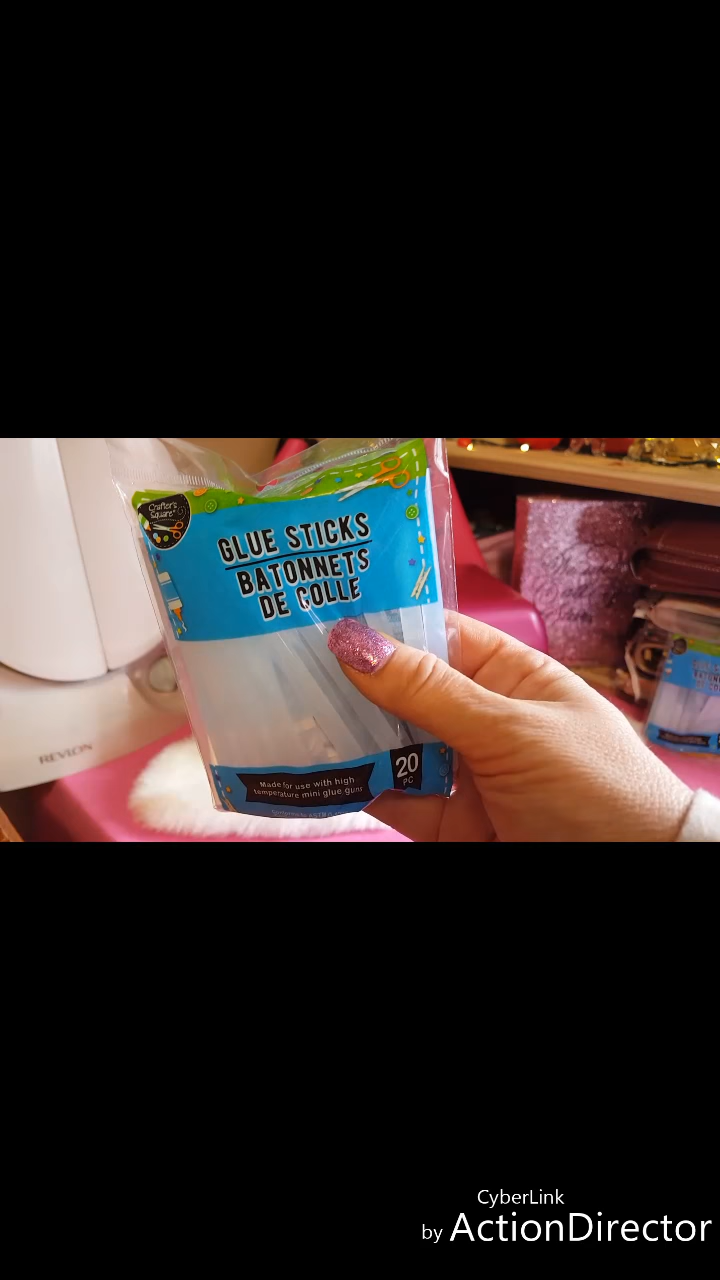 Crafter's
Square
GLUE STICKS
BATONNETS
DE COLLE
Made for use with high
temperature mini glue guns
20
PC
REVLON
CyberLink
by ActionDirector